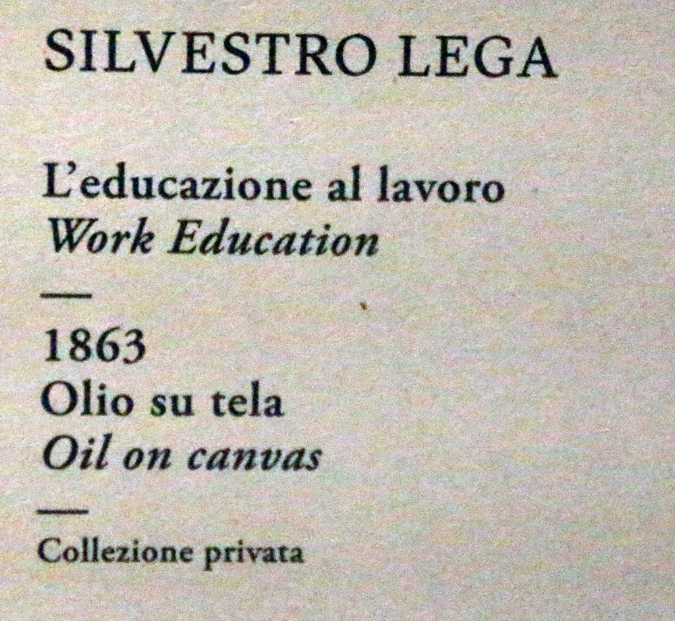 SILVESTRO LEGA
L'educazione al lavoro
Work Education
—
1863
Olio su tela
Oil on canvas
—
Collezione privata